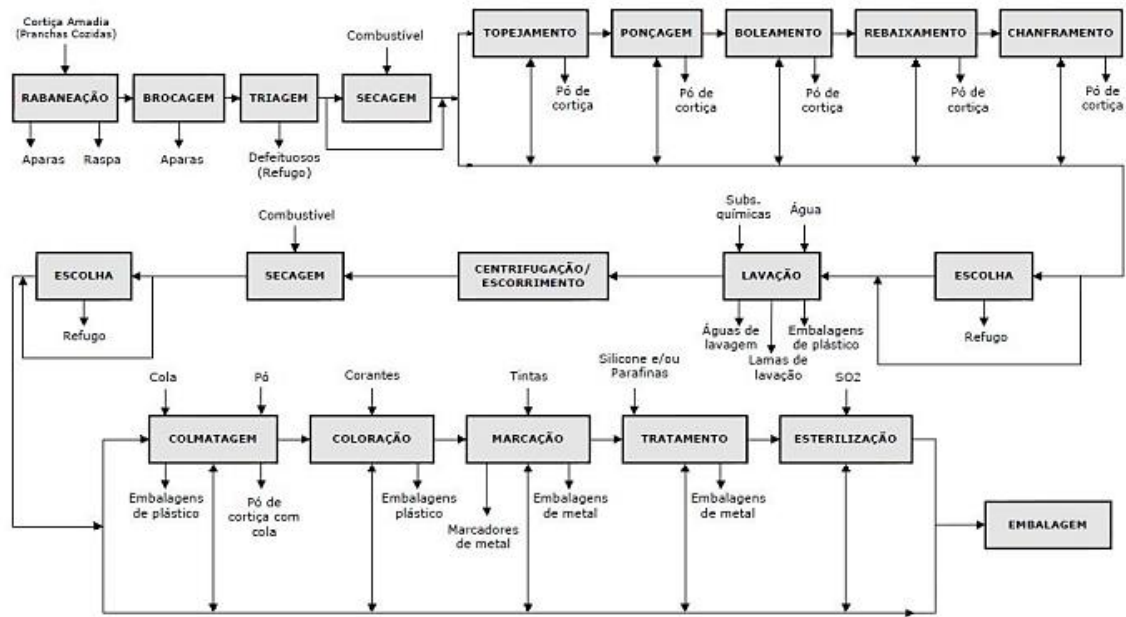 Cortiça Amadia
(Pranchas Cozidas)
Combustível
TOPEJAMENTO
PONÇAGEM
BOLEAMENTO
REBAIXAMENTO
CHANFRAMENTO
RABANEAÇÃO
BROCAGEM
TRIAGEM
SECAGEM
Pó de
cortiça
Pó de
cortiça
Pó de
cortiça
Pó de
cortiça
Pó de
cortiça
Aparas
Raspa
Aparas
Defeituosos
(Refugo)
Combustível
Subs.
químicas
Água
ESCOLHA
SECAGEM
CENTRIFUGAÇÃO/
ESCORRIMENTO
LAVAÇÃO
ESCOLHA
Refugo
Águas de
lavagem
Lamas de
lavação
Embalagens
de plástico
Refugo
Cola
Pó
Corantes
Tintas
Silicone e/ou
Parafinas
SO2
COLMATAGEM
COLORAÇÃO
MARCAÇÃO
TRATAMENTO
ESTERILIZAÇÃO
Embalagens
de plástico
Pó de
cortiça com
cola
Embalagens
plástico
Marcadores
de metal
Embalagens
de metal
Embalagens
de metal
EMBALAGEM